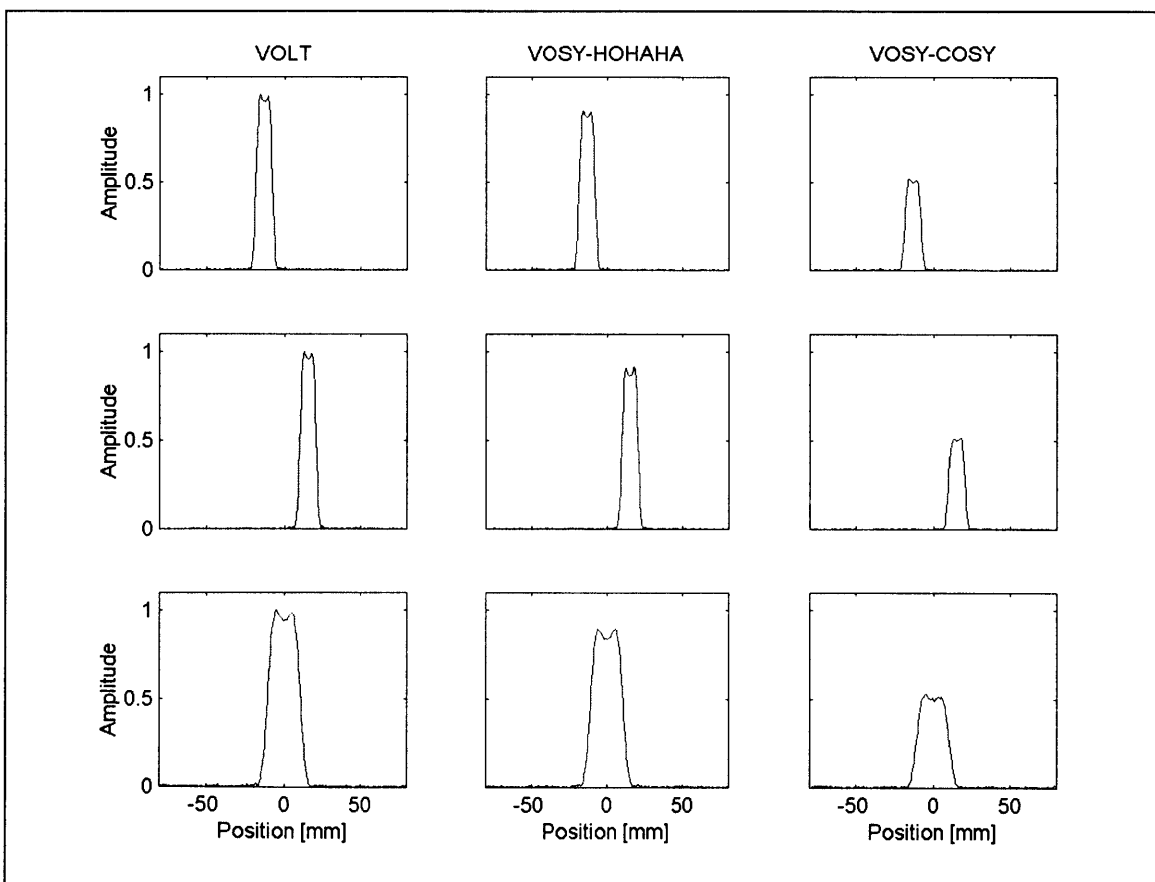 VOLT VOSY-HOHAHA VOSY-COSY
1
Amplitude
0.5
0
1
Amplitude
0.5
0
1
Amplitude
0.5
0
-50 0 50 -50 0 50 -50 0 50
Position [mm] Position [mm] Position [mm]